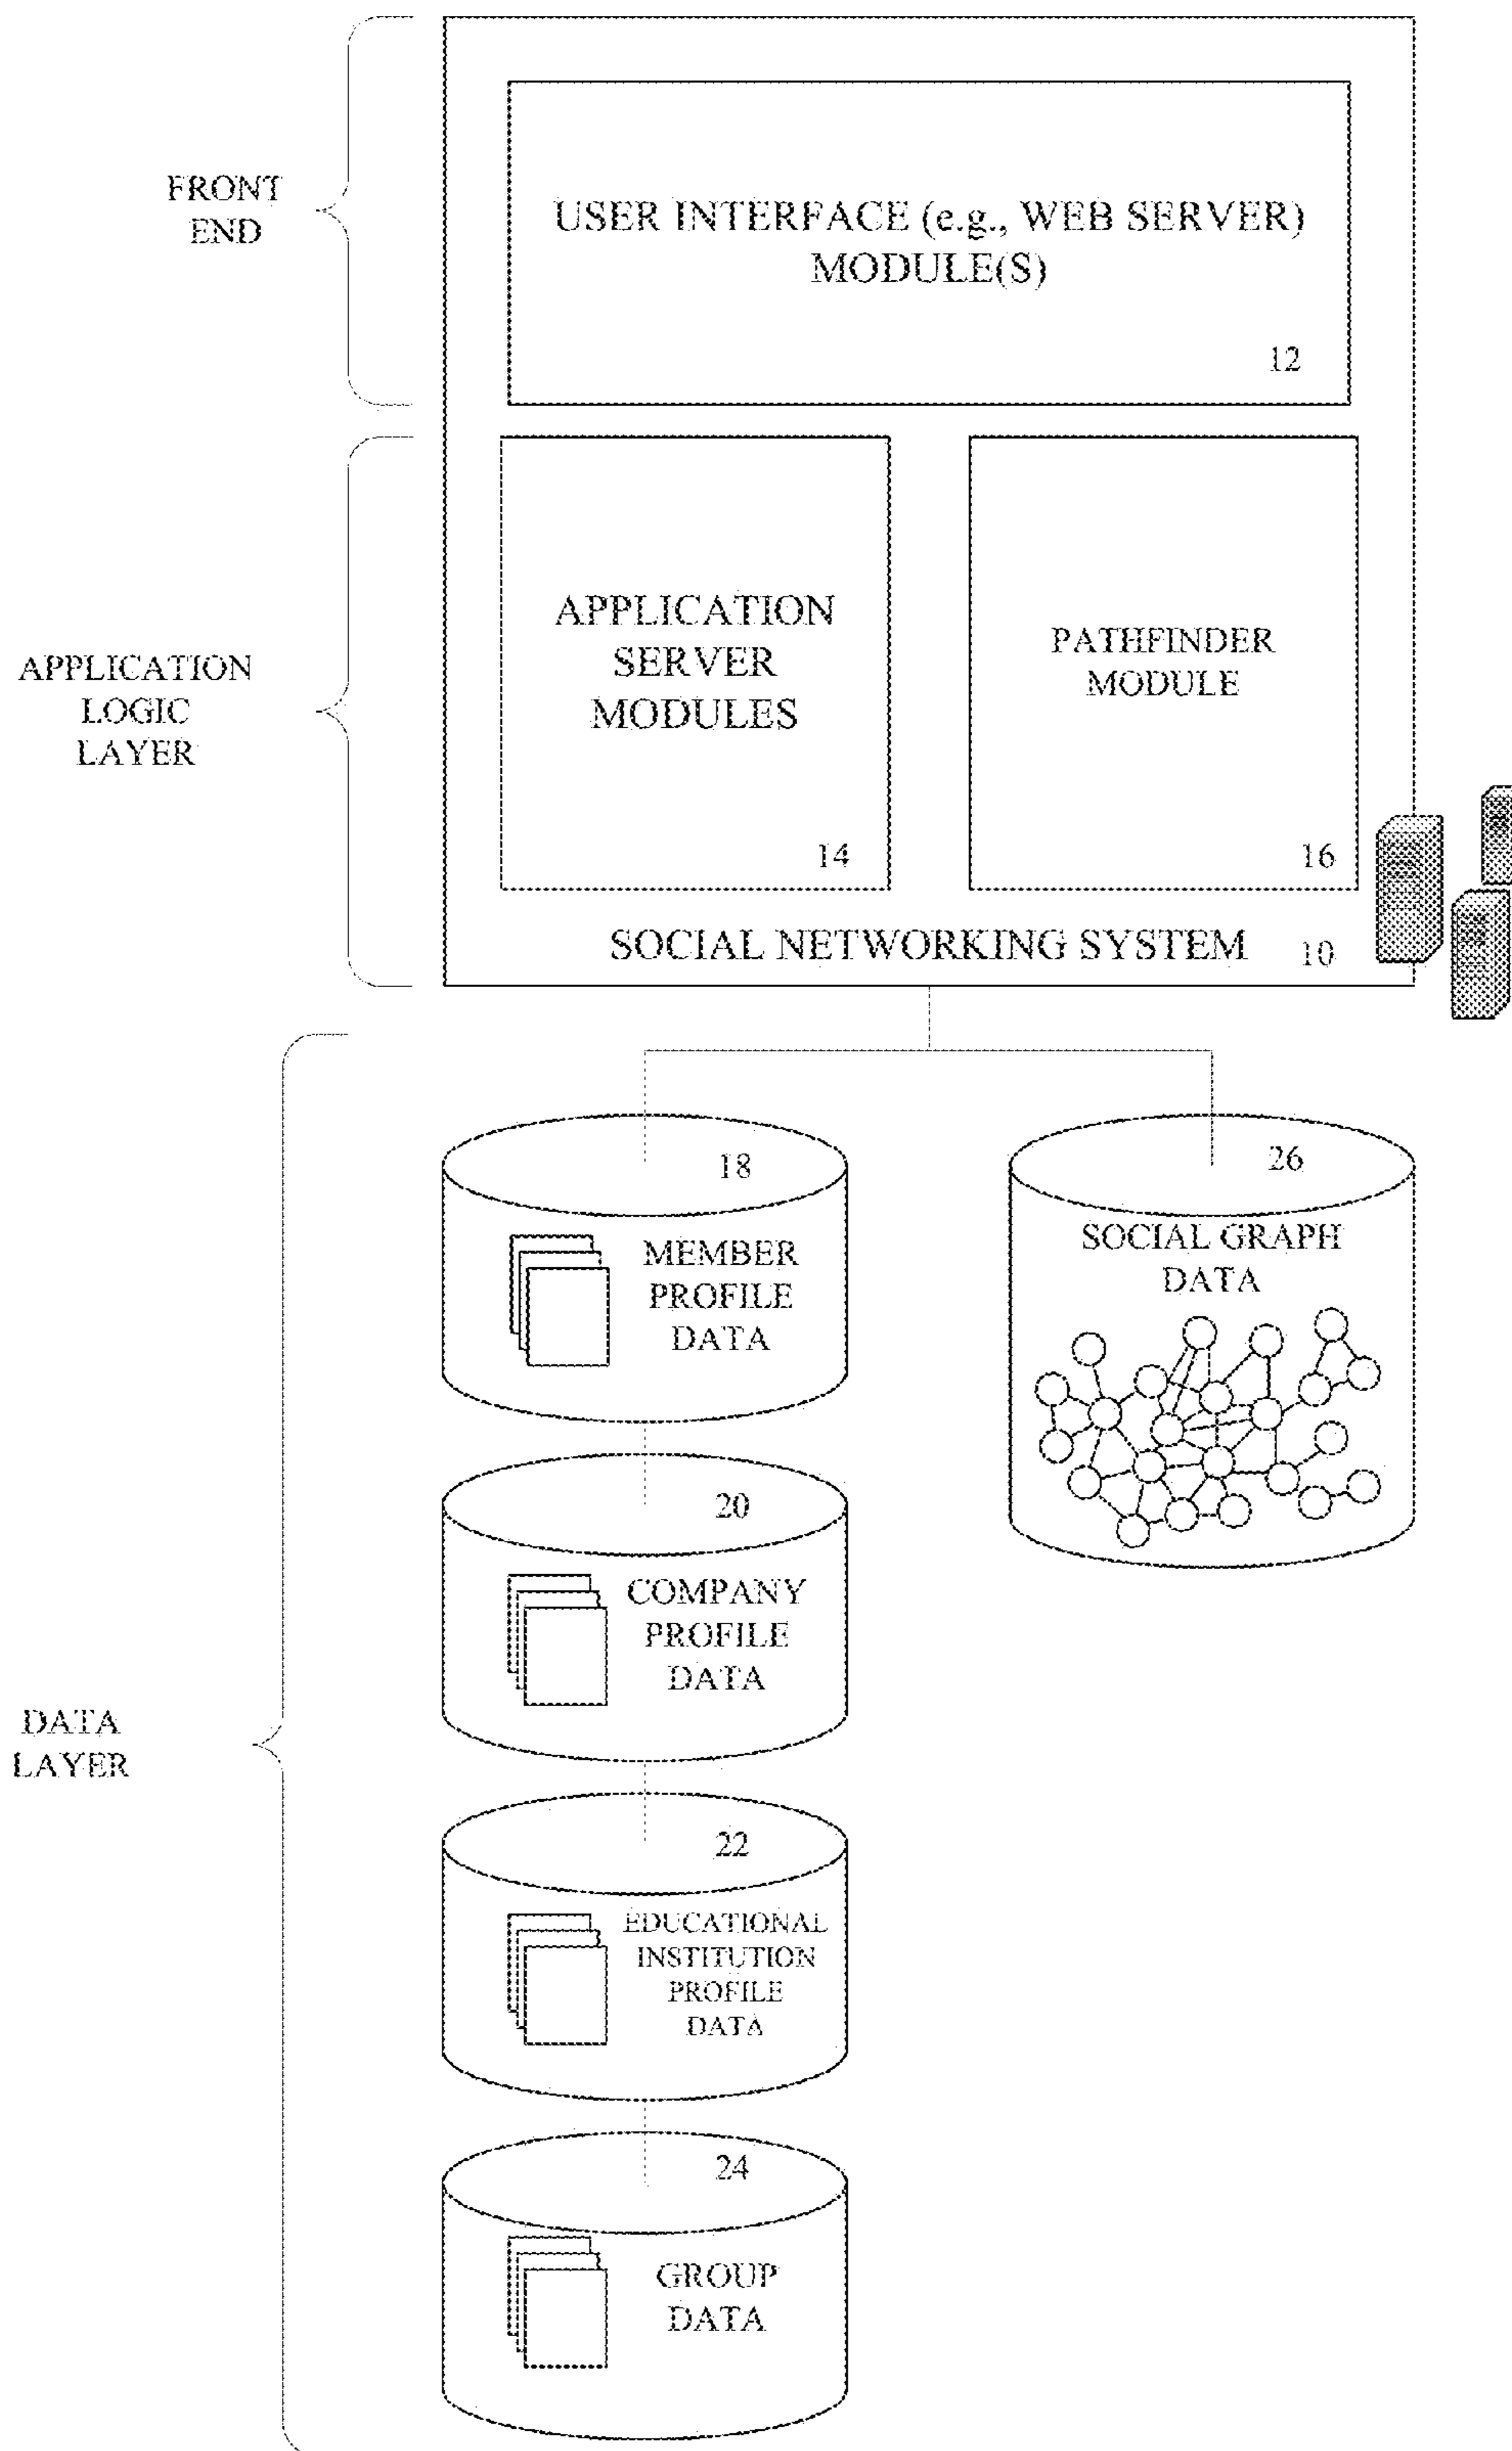 FRONT
END
USER INTERFACE (e.g., WEB SERVER)
MODULE(S)
12
APPLICATION
LOGIC
LAYER
APPLICATION
SERVER
MODULES
14
PATHFINDER
MODULE
16
SOCIAL NETWORKING SYSTEM 10
DATA
LAYER
18
MEMBER
PROFILE
DATA
26
SOCIAL GRAPH
DATA
20
COMPANY
PROFILE
DATA
22
EDUCATIONAL
INSTITUTION
PROFILE
DATA
24
GROUP
DATA